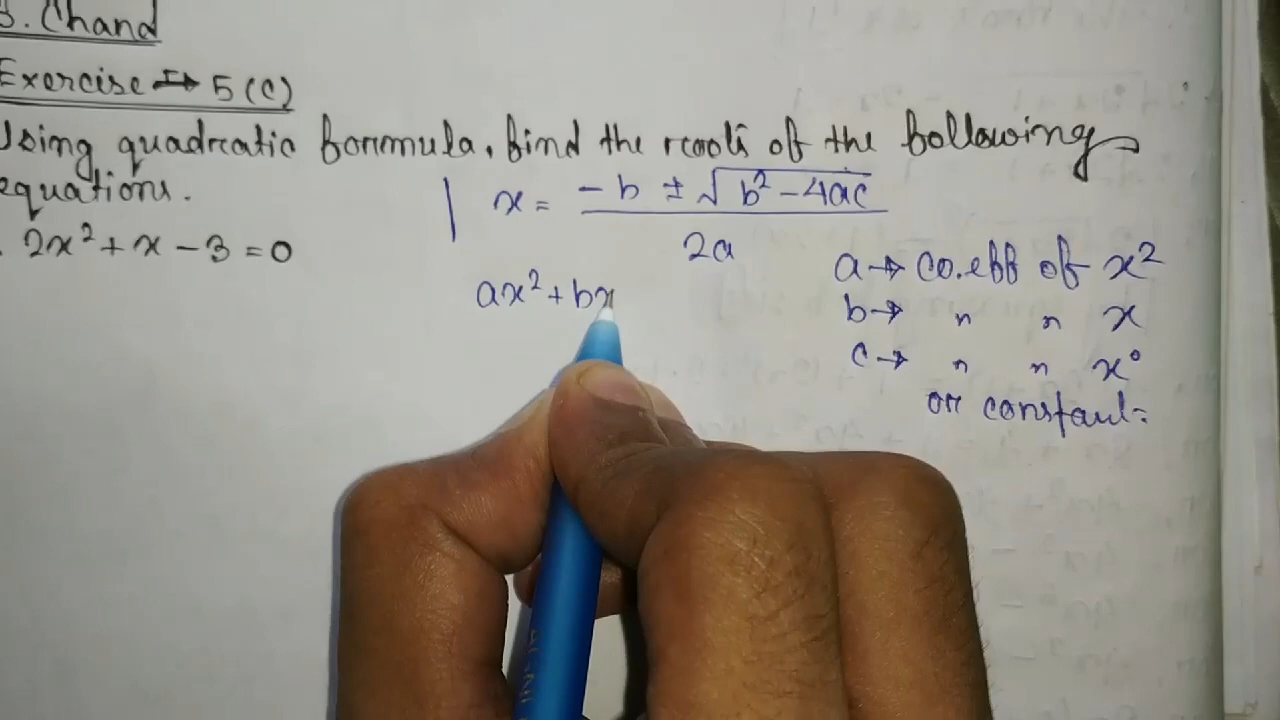 S. Chand
Exercise → 5(C)
Using quadratic formula, find the roots of the following
equations.
x = -b ± √b² - 4ac / 2a
. 2x² + x - 3 = 0
a → co.eff of x²
ax² + bx
b → " " x
c → " " x⁰
or constant.